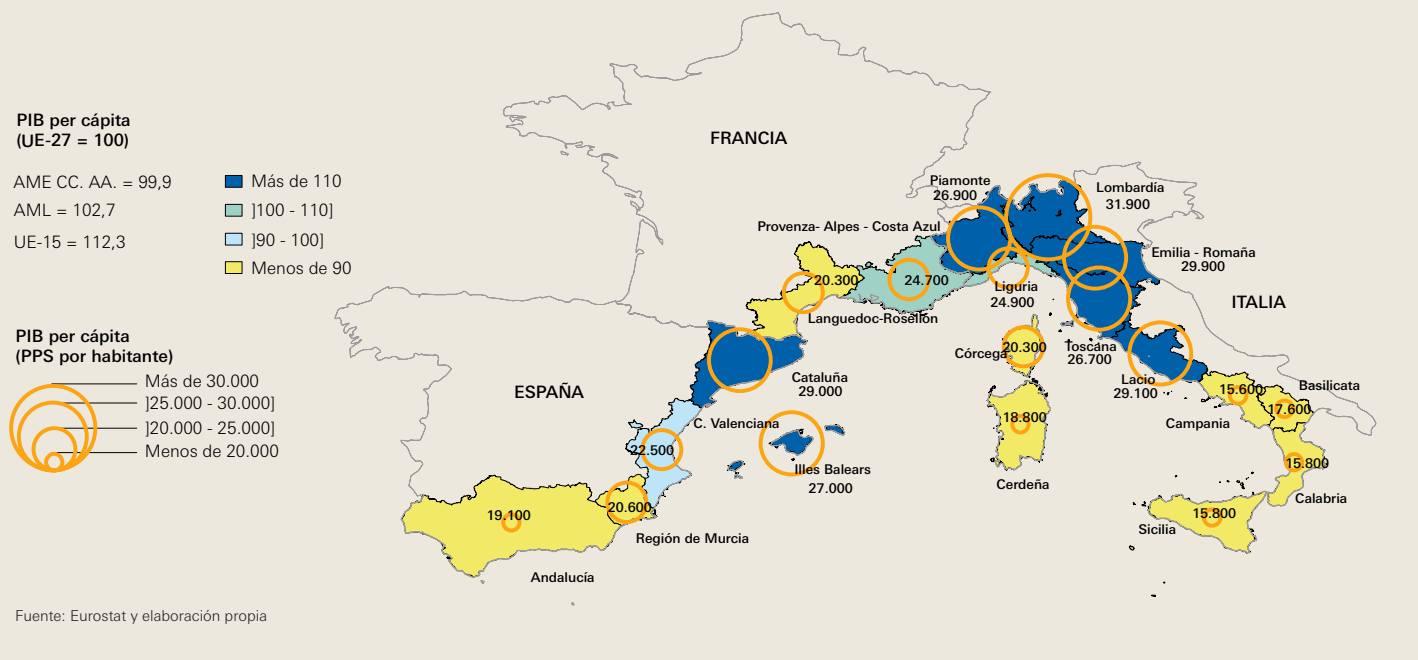 PIB per cápita
(UE-27 = 100)
AME CC. AA. = 99,9
AML = 102,7
UE-15 = 112,3
Más de 110
]100 - 110]
]90 - 100]
Menos de 90
PIB per cápita
(PPS por habitante)
Más de 30.000
]25.000 - 30.000]
]20.000 - 25.000]
Menos de 20.000
FRANCIA
Piamonte
26.900
Lombardía
31.900
Provenza- Alpes - Costa Azul
24.700
Emilia - Romaña
29.900
20.300
Languedoc-Rosellón
Liguria
24.900
ITALIA
Toscana
26.700
Córcega
20.300
Lacio
29.100
ESPAÑA
Cataluña
29.000
15.600
Campania
Basilicata
17.600
C. Valenciana
22.500
18.800
Cerdeña
Illes Balears
27.000
15.800
Calabria
19.100
20.600
Región de Murcia
15.800
Sicilia
Andalucía
Fuente: Eurostat y elaboración propia